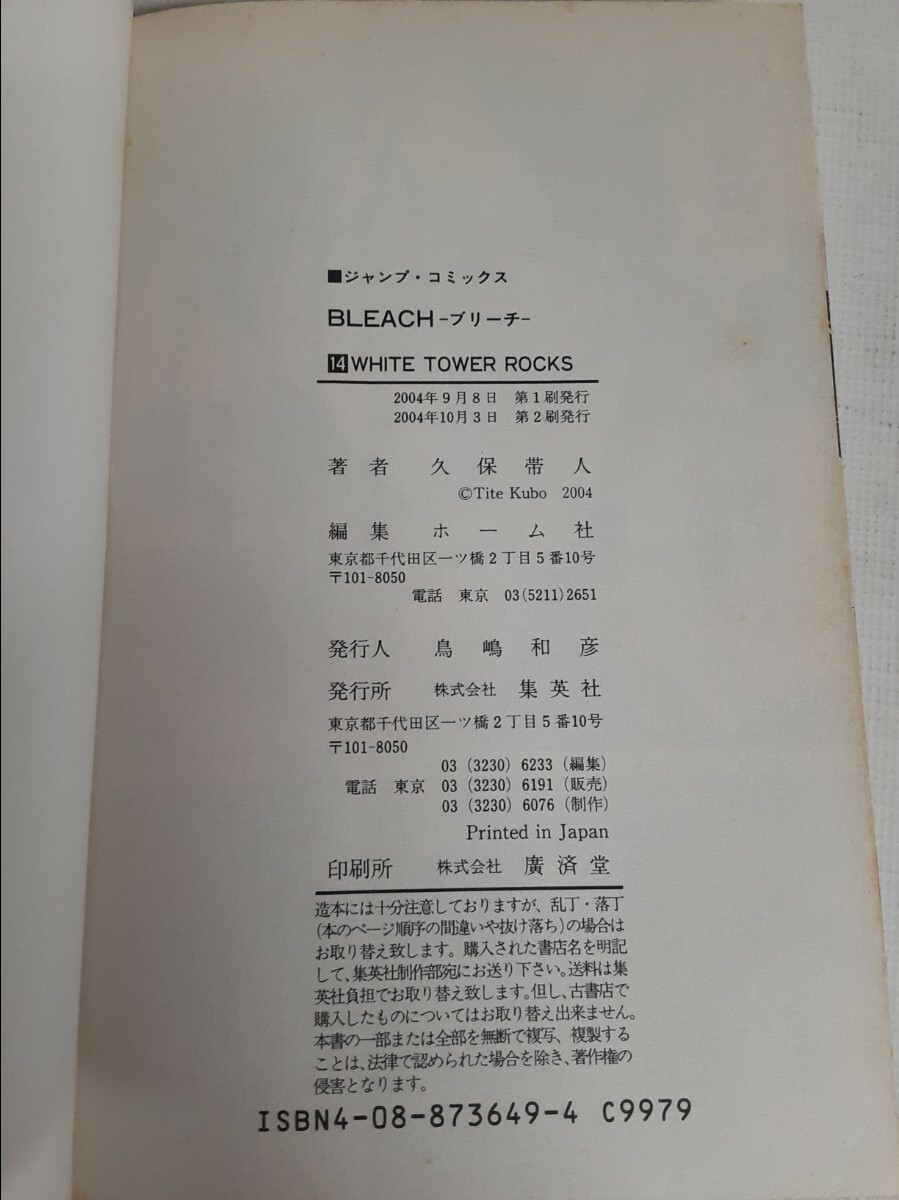 ■ジャンプ・コミックス
BLEACH-ブリーチ-
14 WHITE TOWER ROCKS
2004年9月8日 第1刷発行
2004年10月3日 第2刷発行
著者 久保帯人
©Tite Kubo 2004
編集 ホーム社
東京都千代田区一ツ橋2丁目5番10号
〒101-8050
電話 東京 03(5211)2651
発行人 鳥嶋和彦
発行所 株式会社 集英社
東京都千代田区一ツ橋2丁目5番10号
〒101-8050
03 (3230) 6233 (編集)
電話 東京 03 (3230) 6191 (販売)
03 (3230) 6076 (制作)
Printed in Japan
印刷所 株式会社 廣済堂
造本には十分注意しておりますが、乱丁・落丁
(本のページ順序の間違いや抜け落ち)の場合は
お取り替え致します。購入された書店名を明記
して、集英社制作部宛にお送り下さい。送料は集
英社負担でお取り替え致します。但し、古書店で
購入したものについてはお取り替え出来ません。
本書の一部または全部を無断で複写、複製する
ことは、法律で認められた場合を除き、著作権の
侵害となります。
ISBN4-08-873649-4 C9979